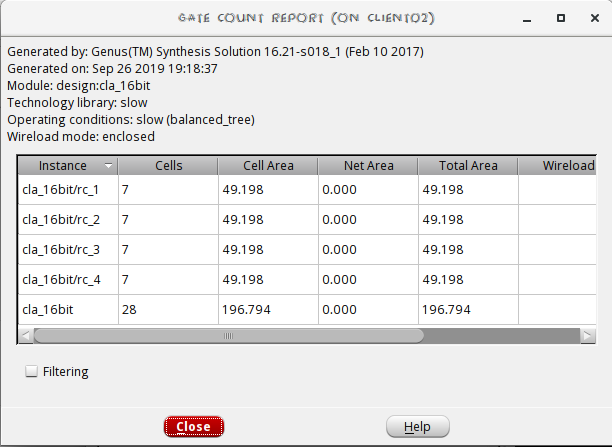 GATE COUNT REPORT (ON CLIENT02)
Generated by: Genus(TM) Synthesis Solution 16.21-s018_1 (Feb 10 2017)
Generated on: Sep 26 2019 19:18:37
Module: design:cla_16bit
Technology library: slow
Operating conditions: slow (balanced_tree)
Wireload mode: enclosed
Instance Cells Cell Area Net Area Total Area Wireload
cla_16bit/rc_1 7 49.198 0.000 49.198
cla_16bit/rc_2 7 49.198 0.000 49.198
cla_16bit/rc_3 7 49.198 0.000 49.198
cla_16bit/rc_4 7 49.198 0.000 49.198
cla_16bit 28 196.794 0.000 196.794
Filtering
Close Help